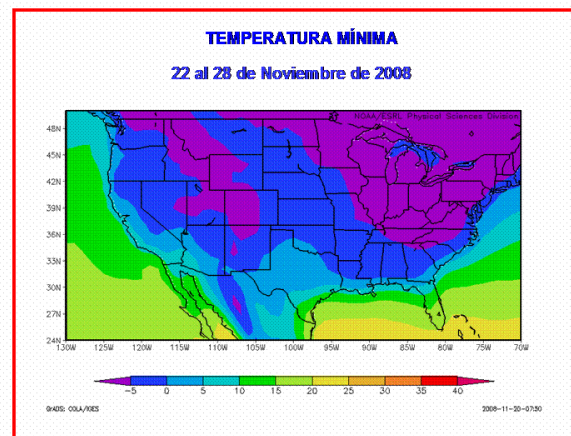 TEMPERATURA MÍNIMA
22 al 28 de Noviembre de 2008
NOAA/ESRL Physical Sciences Division
48N
45N
42N
39N
36N
33N
30N
27N
24N
130W 125W 120W 115W 110W 105W 100W 95W 90W 85W 80W 75W 70W
-5 0 5 10 15 20 25 30 35 40
GrADS: COLA/IGES 2008-11-20-07:50